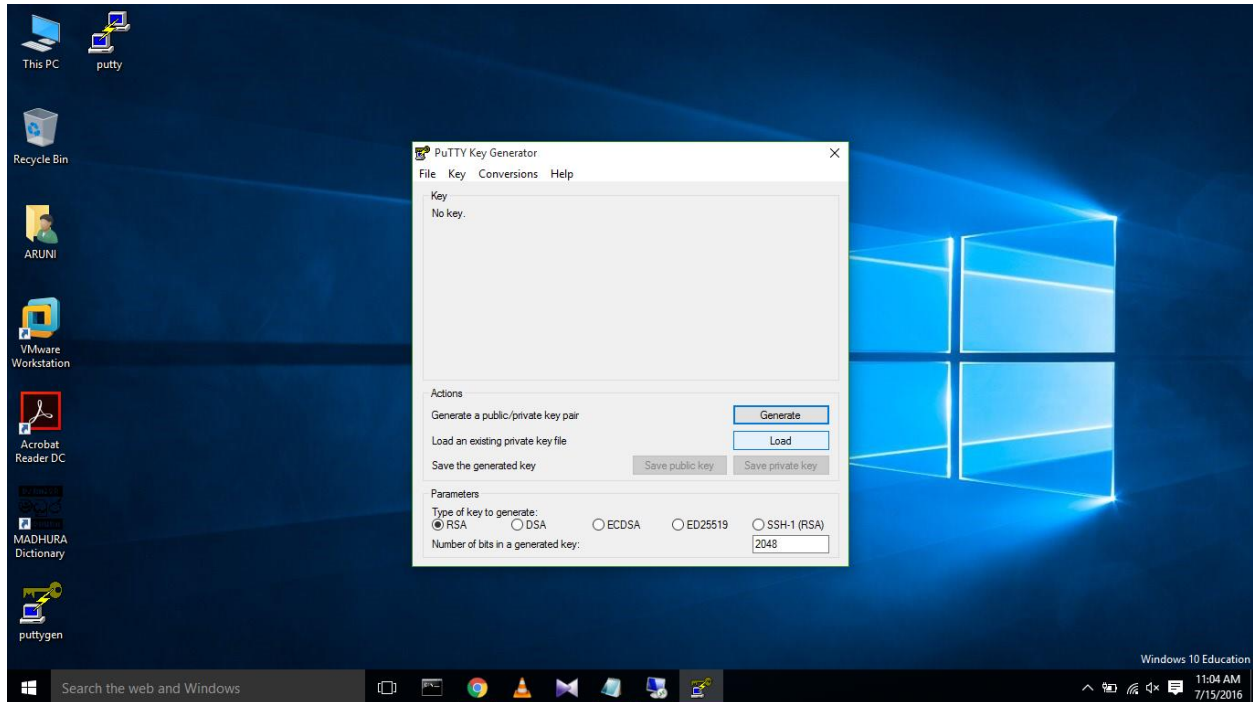 This PC
putty
Recycle Bin
ARUNI
VMware
Workstation
Acrobat
Reader DC
MADHURA
Dictionary
puttygen
PuTTY Key Generator
File Key Conversions Help
Key
No key.
Actions
Generate a public/private key pair
Generate
Load an existing private key file
Load
Save the generated key
Save public key
Save private key
Parameters
Type of key to generate:
RSA DSA ECDSA ED25519 SSH-1 (RSA)
Number of bits in a generated key:
2048
Windows 10 Education
Search the web and Windows
11:04 AM
7/15/2016